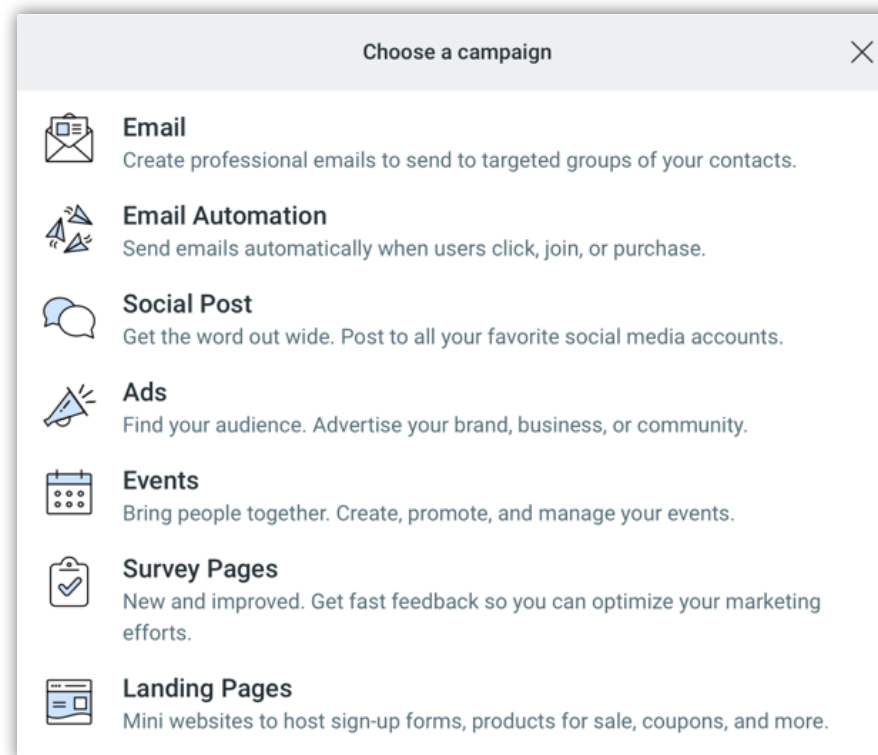 Choose a campaign
Email
Create professional emails to send to targeted groups of your contacts.
Email Automation
Send emails automatically when users click, join, or purchase.
Social Post
Get the word out wide. Post to all your favorite social media accounts.
Ads
Find your audience. Advertise your brand, business, or community.
Events
Bring people together. Create, promote, and manage your events.
Survey Pages
New and improved. Get fast feedback so you can optimize your marketing
efforts.
Landing Pages
Mini websites to host sign-up forms, products for sale, coupons, and more.